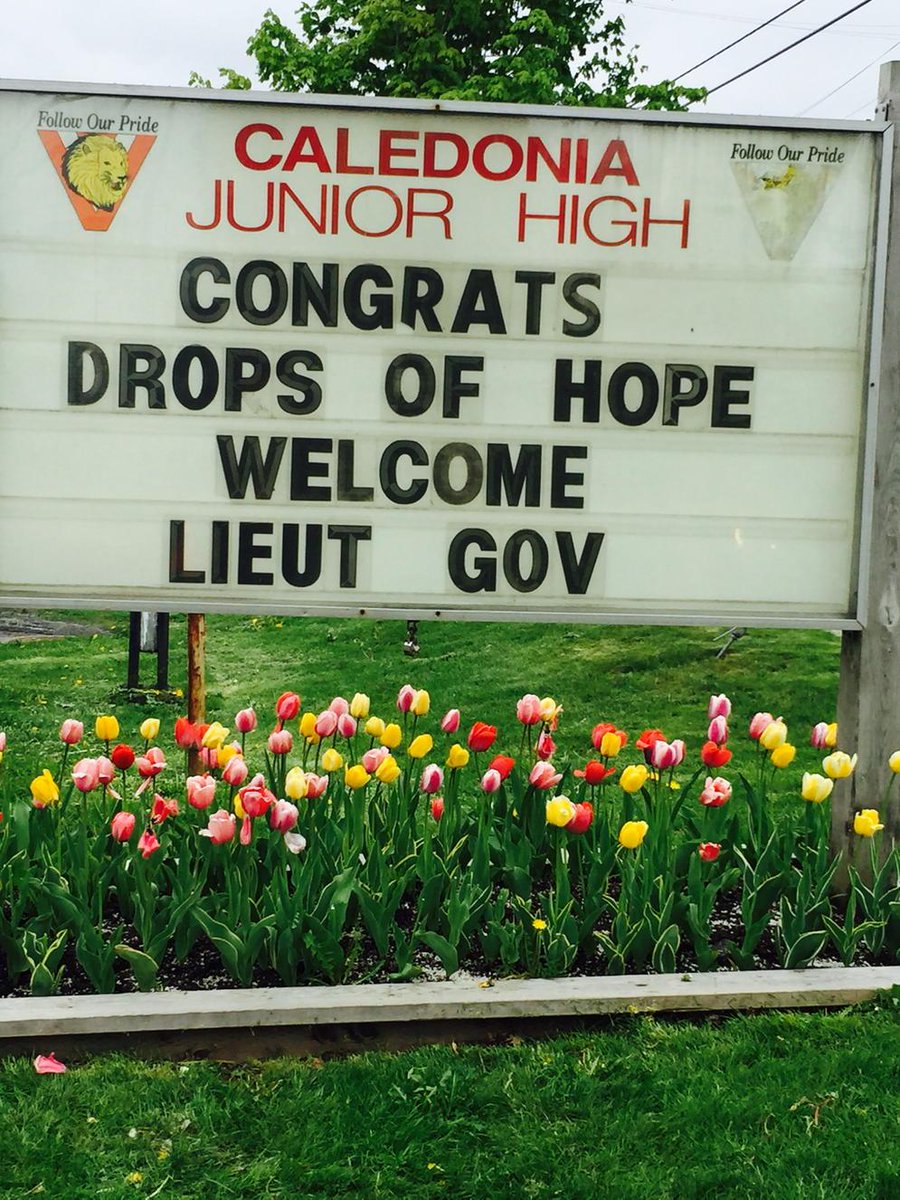 Follow Our Pride
Follow Our Pride
CALEDONIA
JUNIOR HIGH
CONGRATS
DROPS OF HOPE
WELCOME
LIEUT GOV